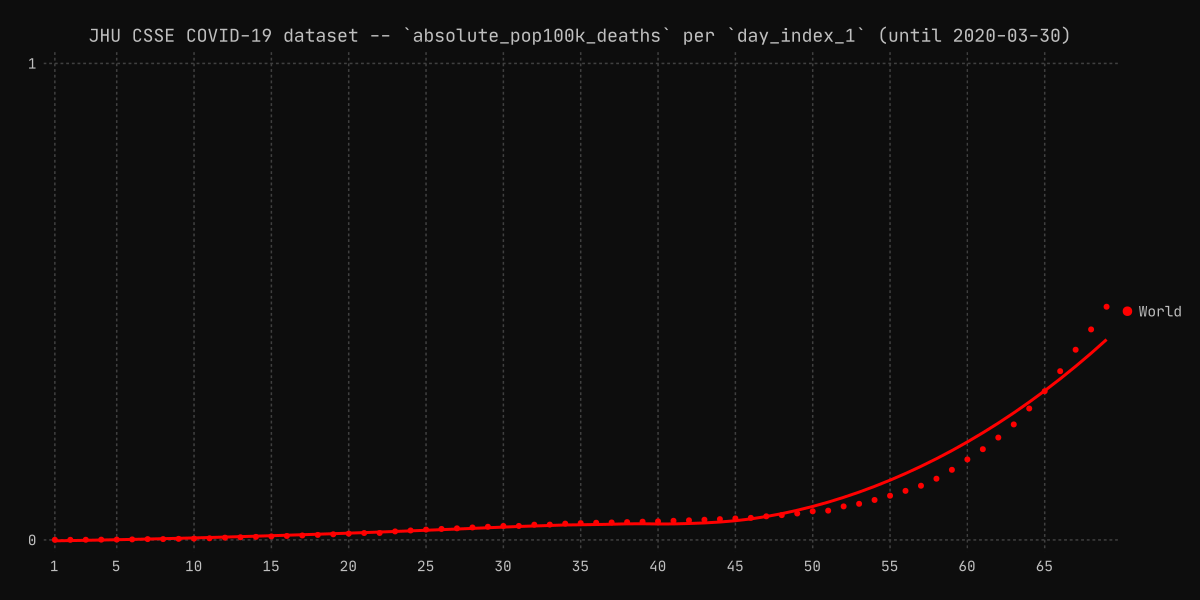 JHU CSSE COVID-19 dataset -- `absolute_pop100k_deaths` per `day_index_1` (until 2020-03-30)
1
World
0
1 5 10 15 20 25 30 35 40 45 50 55 60 65